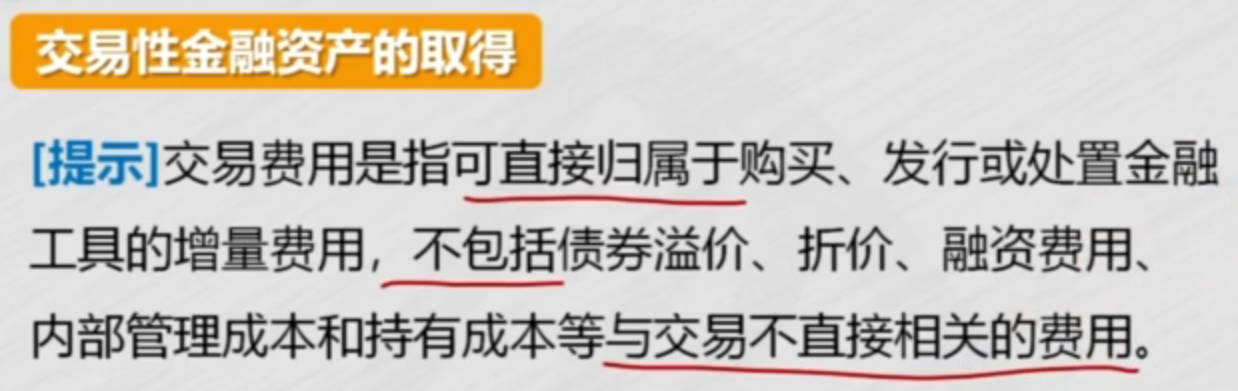 交易性金融资产的取得
[提示]交易费用是指可直接归属于购买、发行或处置金融
工具的增量费用，不包括债券溢价、折价、融资费用、
内部管理成本和持有成本等与交易不直接相关的费用。